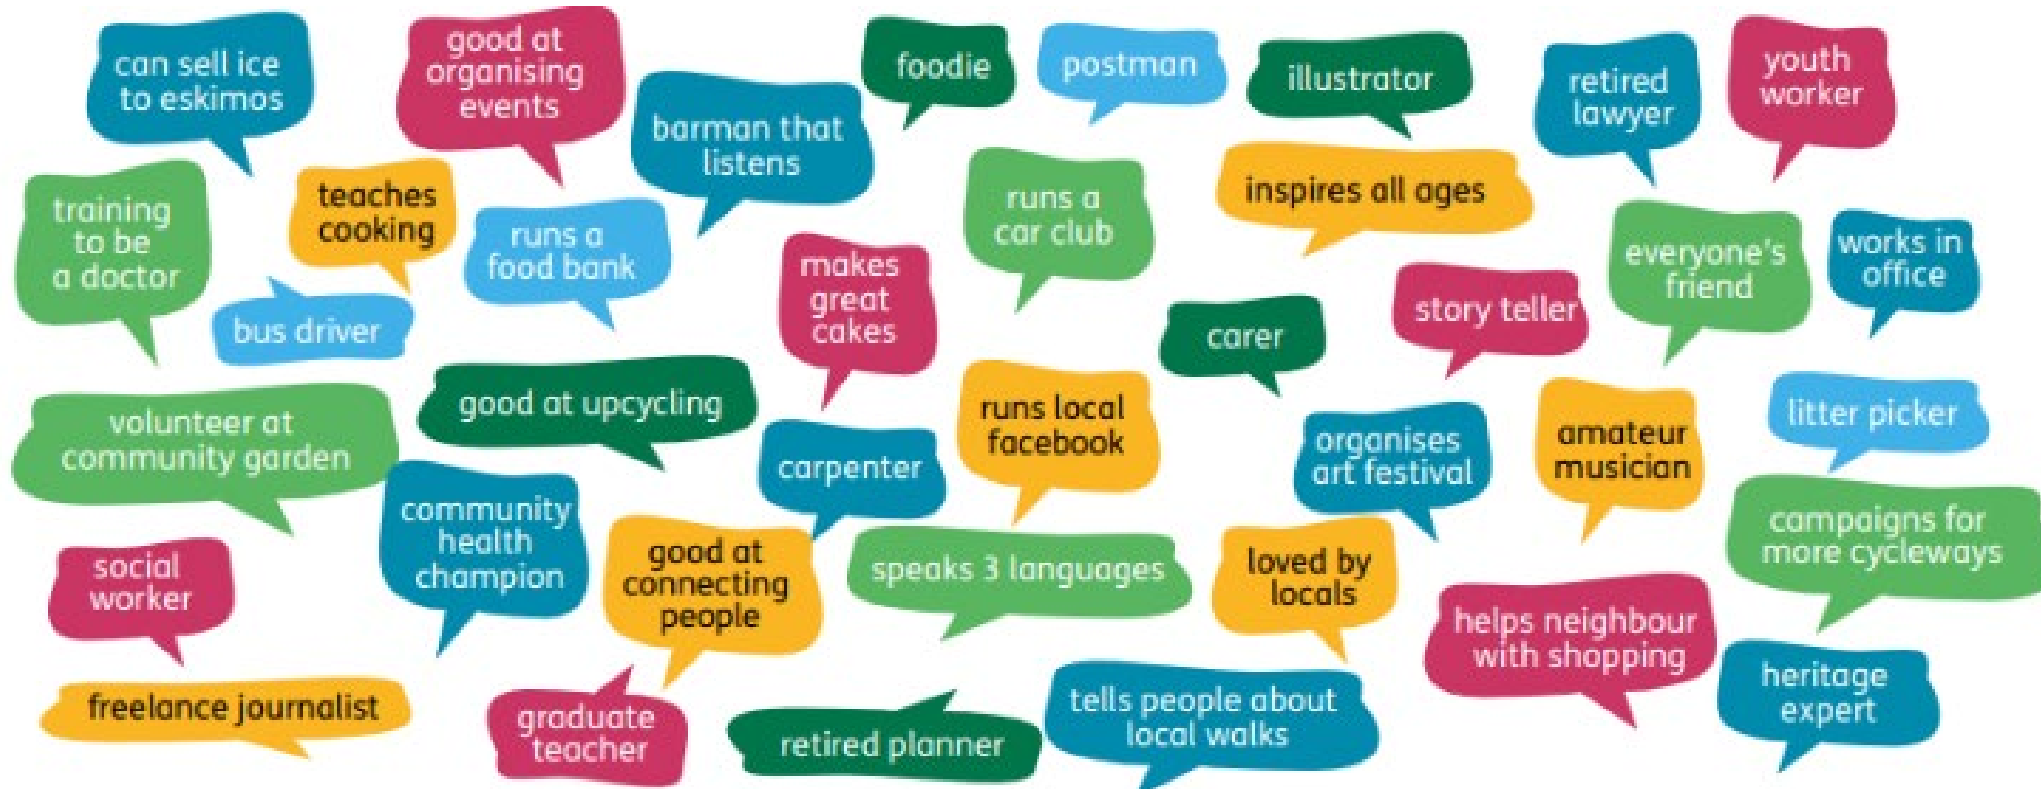 can sell ice
to eskimos
good at
organising
events
barman that
listens
foodie
postman
illustrator
retired
lawyer
youth
worker
training
to be
a doctor
teaches
cooking
runs a
food bank
bus driver
makes
great
cakes
runs a
car club
inspires all ages
carer
story teller
everyone's
friend
works in
office
volunteer at
community garden
good at upcycling
carpenter
runs local
facebook
organises
art festival
amateur
musician
litter picker
community
health
champion
social
worker
good at
connecting
people
speaks 3 languages
loved by
locals
campaigns for
more cycleways
helps neighbour
with shopping
heritage
expert
freelance journalist
graduate
teacher
retired planner
tells people about
local walks